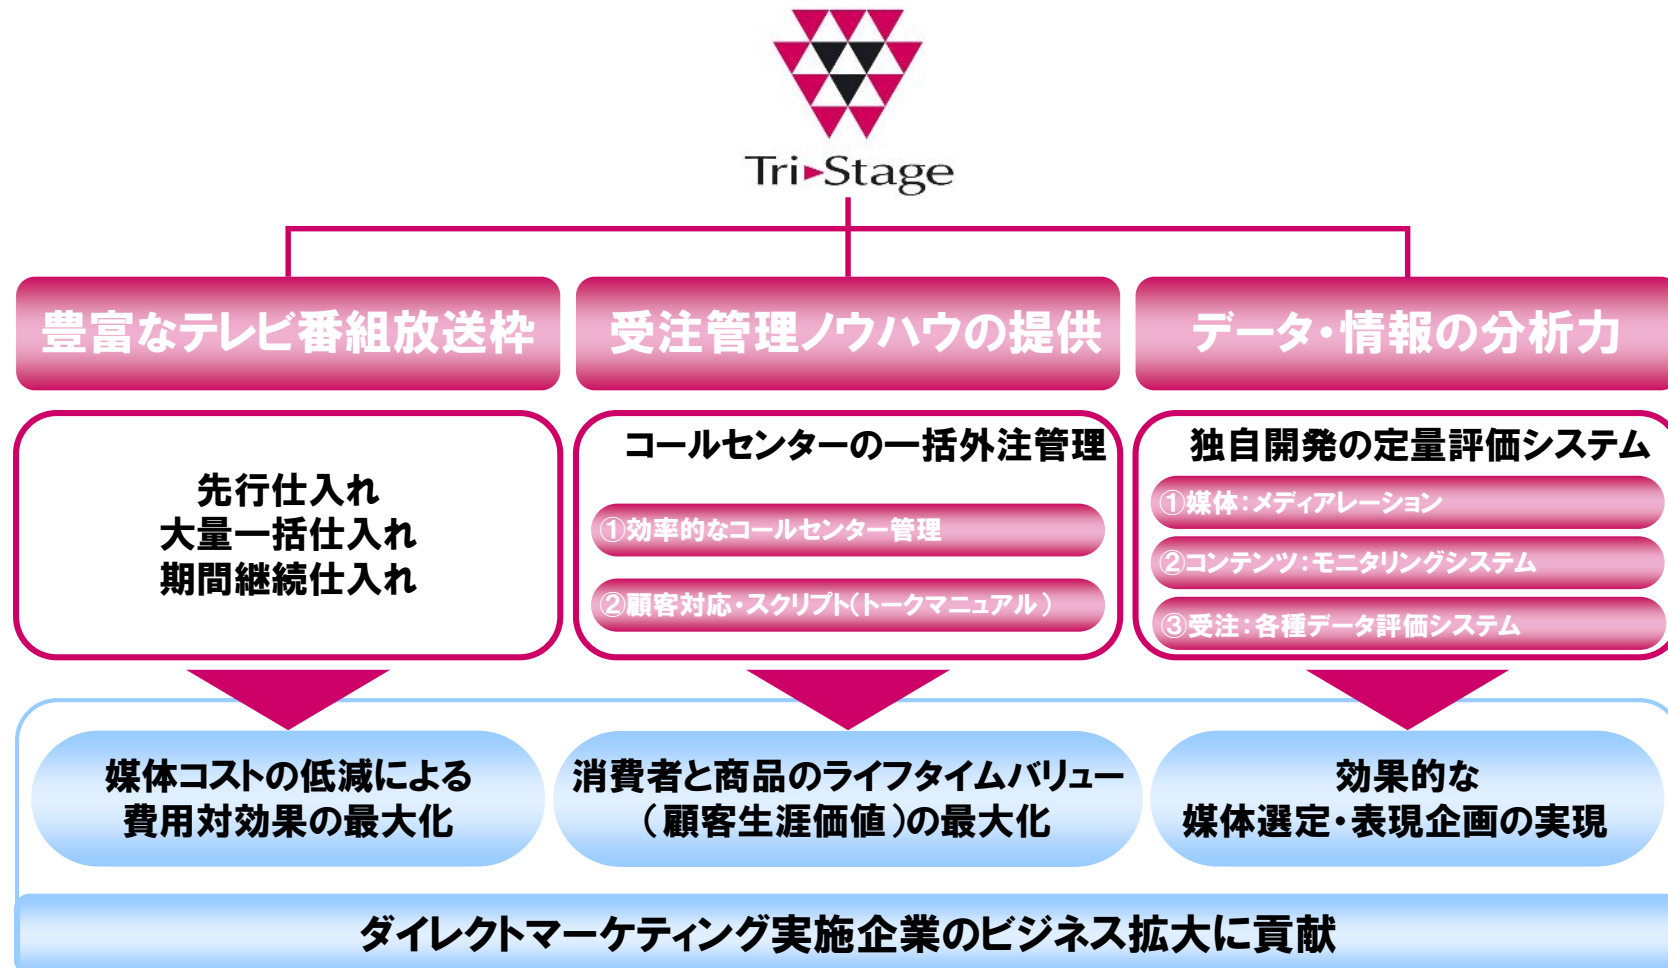 Tri▸Stage
豊富なテレビ番組放送枠
受注管理ノウハウの提供
データ・情報の分析力
先行仕入れ
大量一括仕入れ
期間継続仕入れ
コールセンターの一括外注管理
①効率的なコールセンター管理
②顧客対応・スクリプト(トークマニュアル)
独自開発の定量評価システム
①媒体:メディアレーション
②コンテンツ:モニタリングシステム
③受注:各種データ評価システム
媒体コストの低減による
費用対効果の最大化
消費者と商品のライフタイムバリュー
(顧客生涯価値)の最大化
効果的な
媒体選定・表現企画の実現
ダイレクトマーケティング実施企業のビジネス拡大に貢献